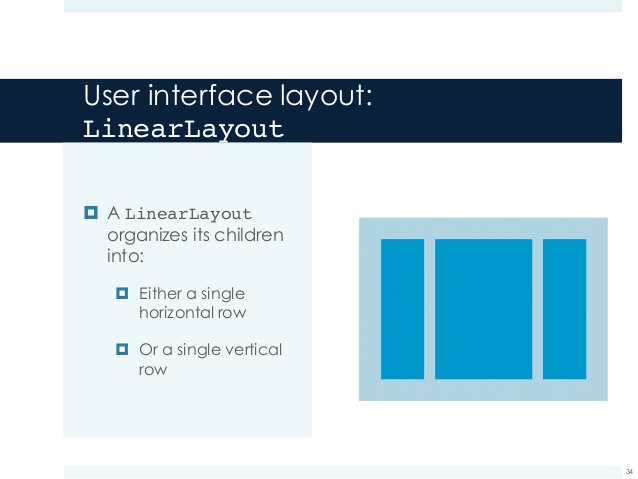 User interface layout:
LinearLayout
A LinearLayout
organizes its children
into:
Either a single
horizontal row
Or a single vertical
row
34